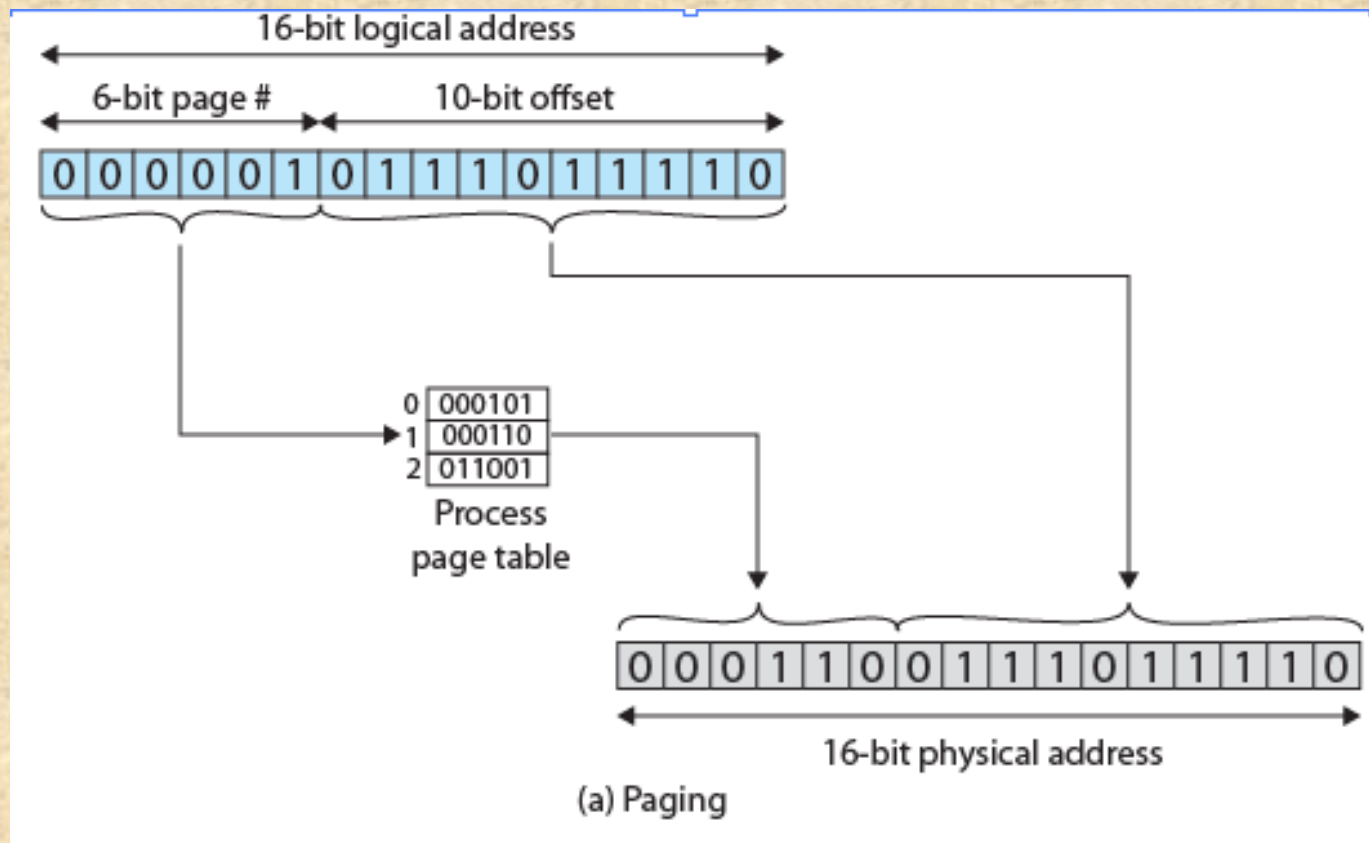 16-bit logical address
6-bit page # 10-bit offset
0 0 0 0 0 1 0 1 1 1 0 1 1 1 1 0
0 000101
1 000110
2 011001
Process
page table
0 0 0 1 1 0 0 1 1 1 0 1 1 1 1 0
16-bit physical address
(a) Paging